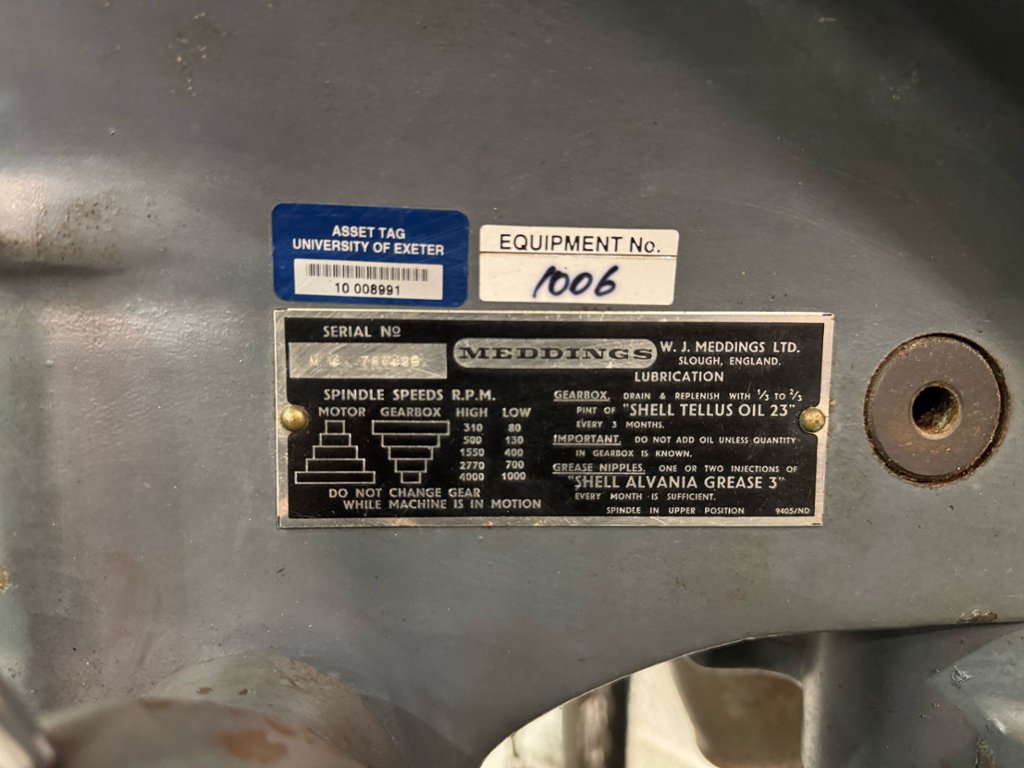 ASSET TAG
UNIVERSITY OF EXETER
10 008991
EQUIPMENT No.
1006
SERIAL No
MEDDINGS
W. J. MEDDINGS LTD.
SLOUGH, ENGLAND.
SPINDLE SPEEDS R.P.M.
MOTOR GEARBOX HIGH LOW
310 80
500 130
1550 400
2770 700
4000 1000
DO NOT CHANGE GEAR
WHILE MACHINE IS IN MOTION
LUBRICATION
GEARBOX. DRAIN & REPLENISH WITH ⅓ TO ⅔
PINT OF "SHELL TELLUS OIL 23"
EVERY 3 MONTHS.
IMPORTANT. DO NOT ADD OIL UNLESS QUANTITY
IN GEARBOX IS KNOWN.
GREASE NIPPLES. ONE OR TWO INJECTIONS OF
"SHELL ALVANIA GREASE 3"
EVERY MONTH IS SUFFICIENT.
SPINDLE IN UPPER POSITION 9405/ND